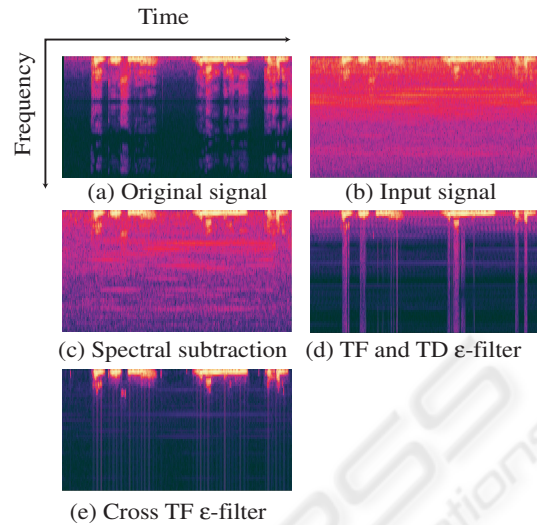 Time
Frequency
(a) Original signal
(b) Input signal
(c) Spectral subtraction
(d) TF and TD ε-filter
(e) Cross TF ε-filter